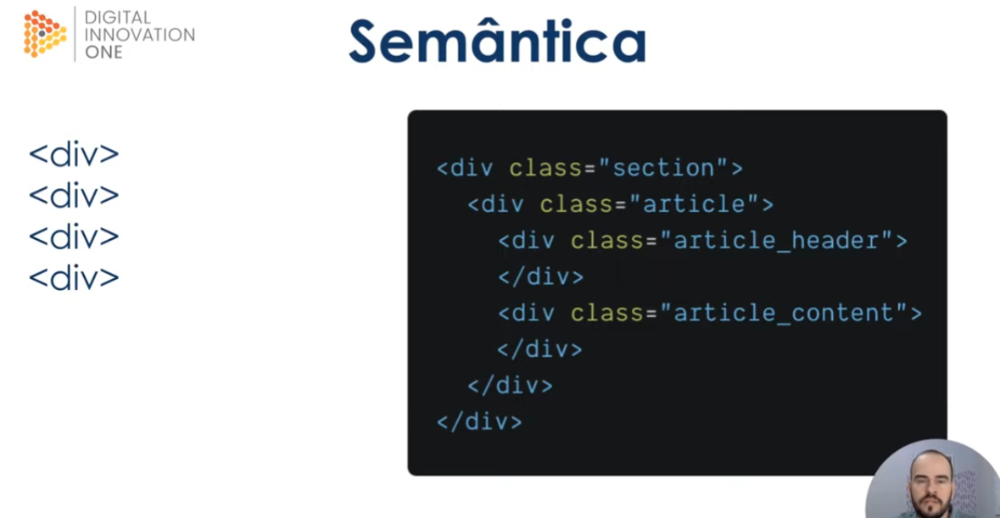 DIGITAL
INNOVATION
ONE
Semântica
<div>
<div>
<div>
<div>
<div class="section">
<div class="article">
<div class="article_header">
</div>
<div class="article_content">
</div>
</div>
</div>